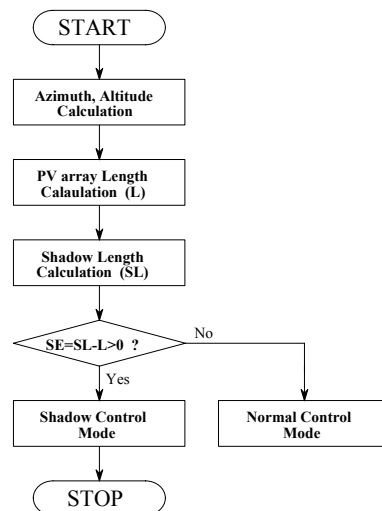 START
Azimuth, Altitude
Calculation
PV array Length
Calaulation (L)
Shadow Length
Calculation (SL)
SE=SL-L>0 ?
No
Yes
Shadow Control
Mode
Normal Control
Mode
STOP